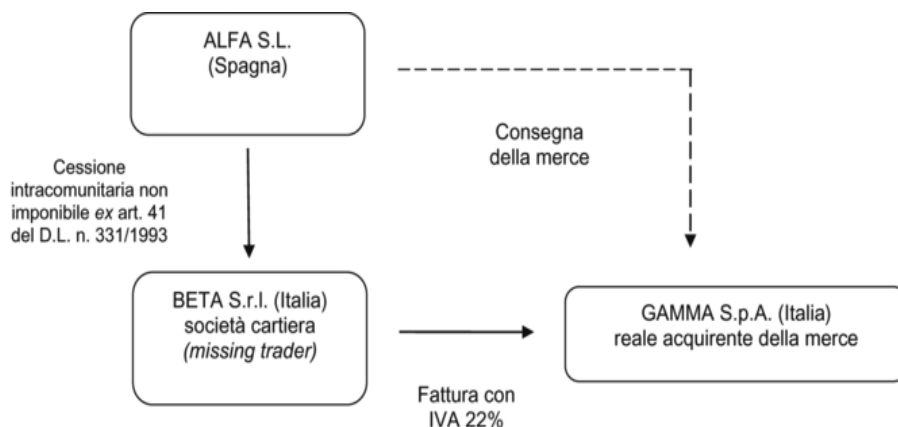 ALFA S.L.
(Spagna)
Consegna
della merce
Cessione
intracomunitaria non
imponibile ex art. 41
del D.L. n. 331/1993
BETA S.r.l. (Italia)
società cartiera
(missing trader)
GAMMA S.p.A. (Italia)
reale acquirente della merce
Fattura con
IVA 22%